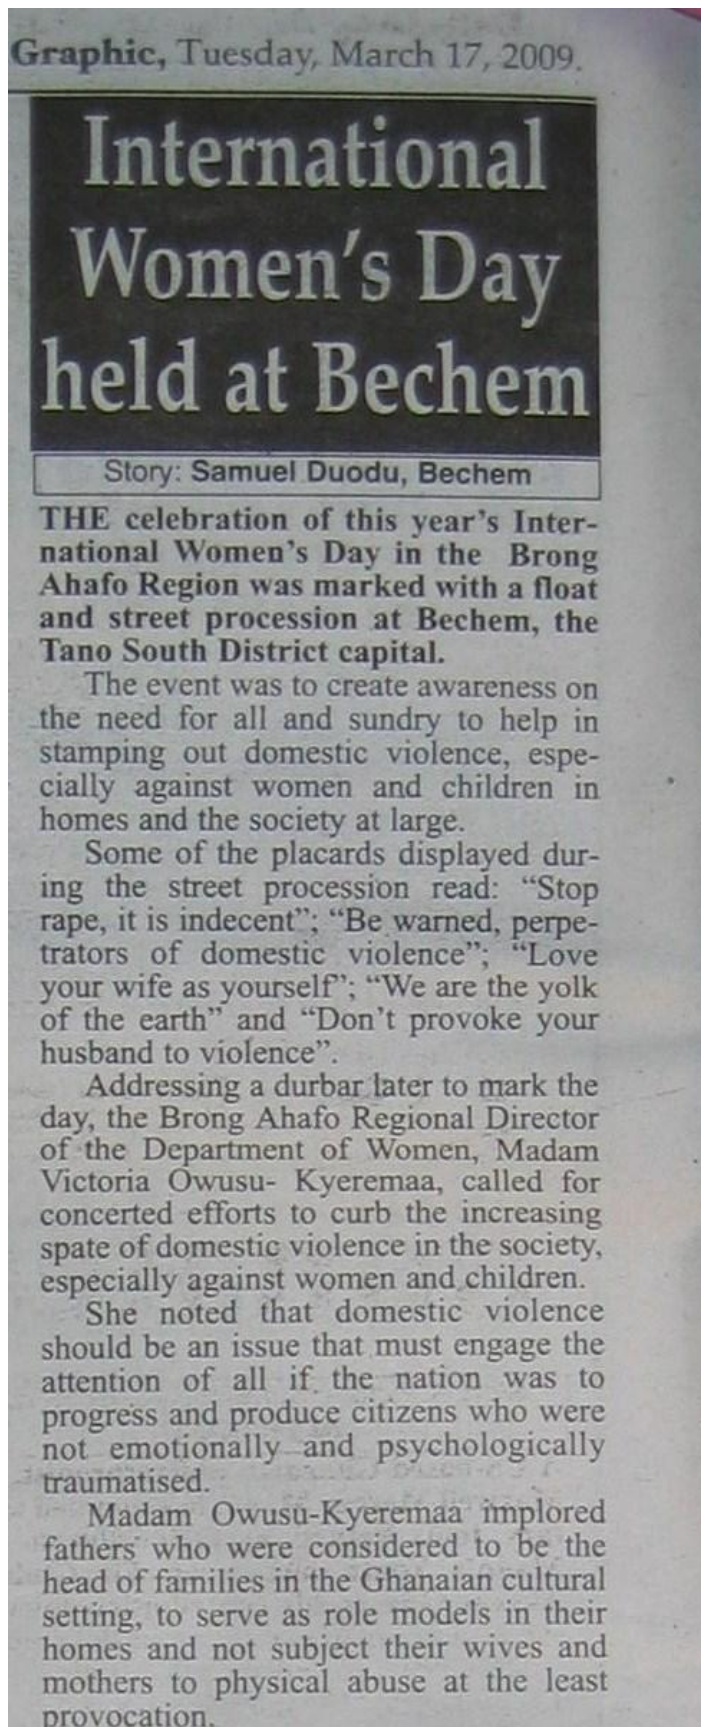 Graphic, Tuesday, March 17, 2009.
International
Women's Day
held at Bechem
Story: Samuel Duodu, Bechem
THE celebration of this year's Inter-
national Women's Day in the Brong
Ahafo Region was marked with a float
and street procession at Bechem, the
Tano South District capital.
The event was to create awareness on
the need for all and sundry to help in
stamping out domestic violence, espe-
cially against women and children in
homes and the society at large.
Some of the placards displayed dur-
ing the street procession read: “Stop
rape, it is indecent”; “Be warned, perpe-
trators of domestic violence”; “Love
your wife as yourself”; “We are the yolk
of the earth” and “Don't provoke your
husband to violence”.
Addressing a durbar later to mark the
day, the Brong Ahafo Regional Director
of the Department of Women, Madam
Victoria Owusu- Kyeremaa, called for
concerted efforts to curb the increasing
spate of domestic violence in the society,
especially against women and children.
She noted that domestic violence
should be an issue that must engage the
attention of all if the nation was to
progress and produce citizens who were
not emotionally and psychologically
traumatised.
Madam Owusu-Kyeremaa implored
fathers who were considered to be the
head of families in the Ghanaian cultural
setting, to serve as role models in their
homes and not subject their wives and
mothers to physical abuse at the least
provocation.